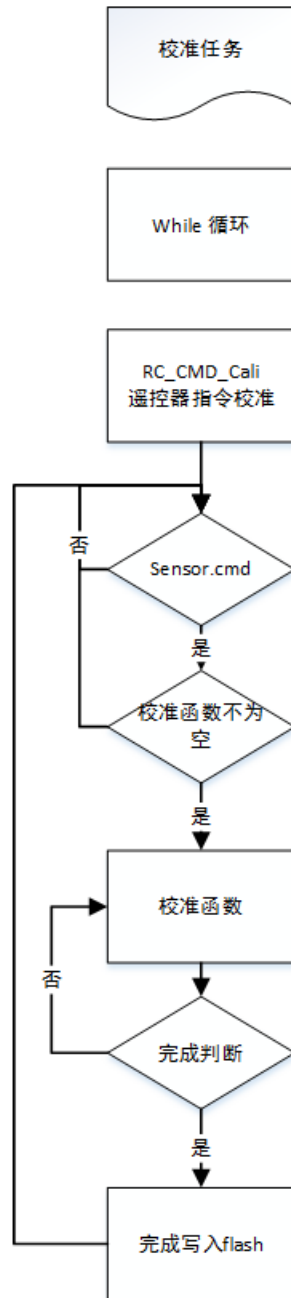 校准任务
While 循环
RC_CMD_Cali
遥控器指令校准
否
Sensor.cmd
是
校准函数不为
空
是
校准函数
否
完成判断
是
完成写入flash